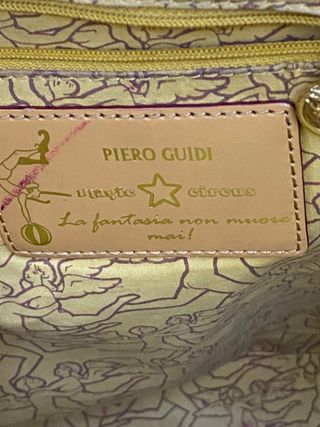 PIERO GUIDI
Magic circus
La fantasia non muore
mai!